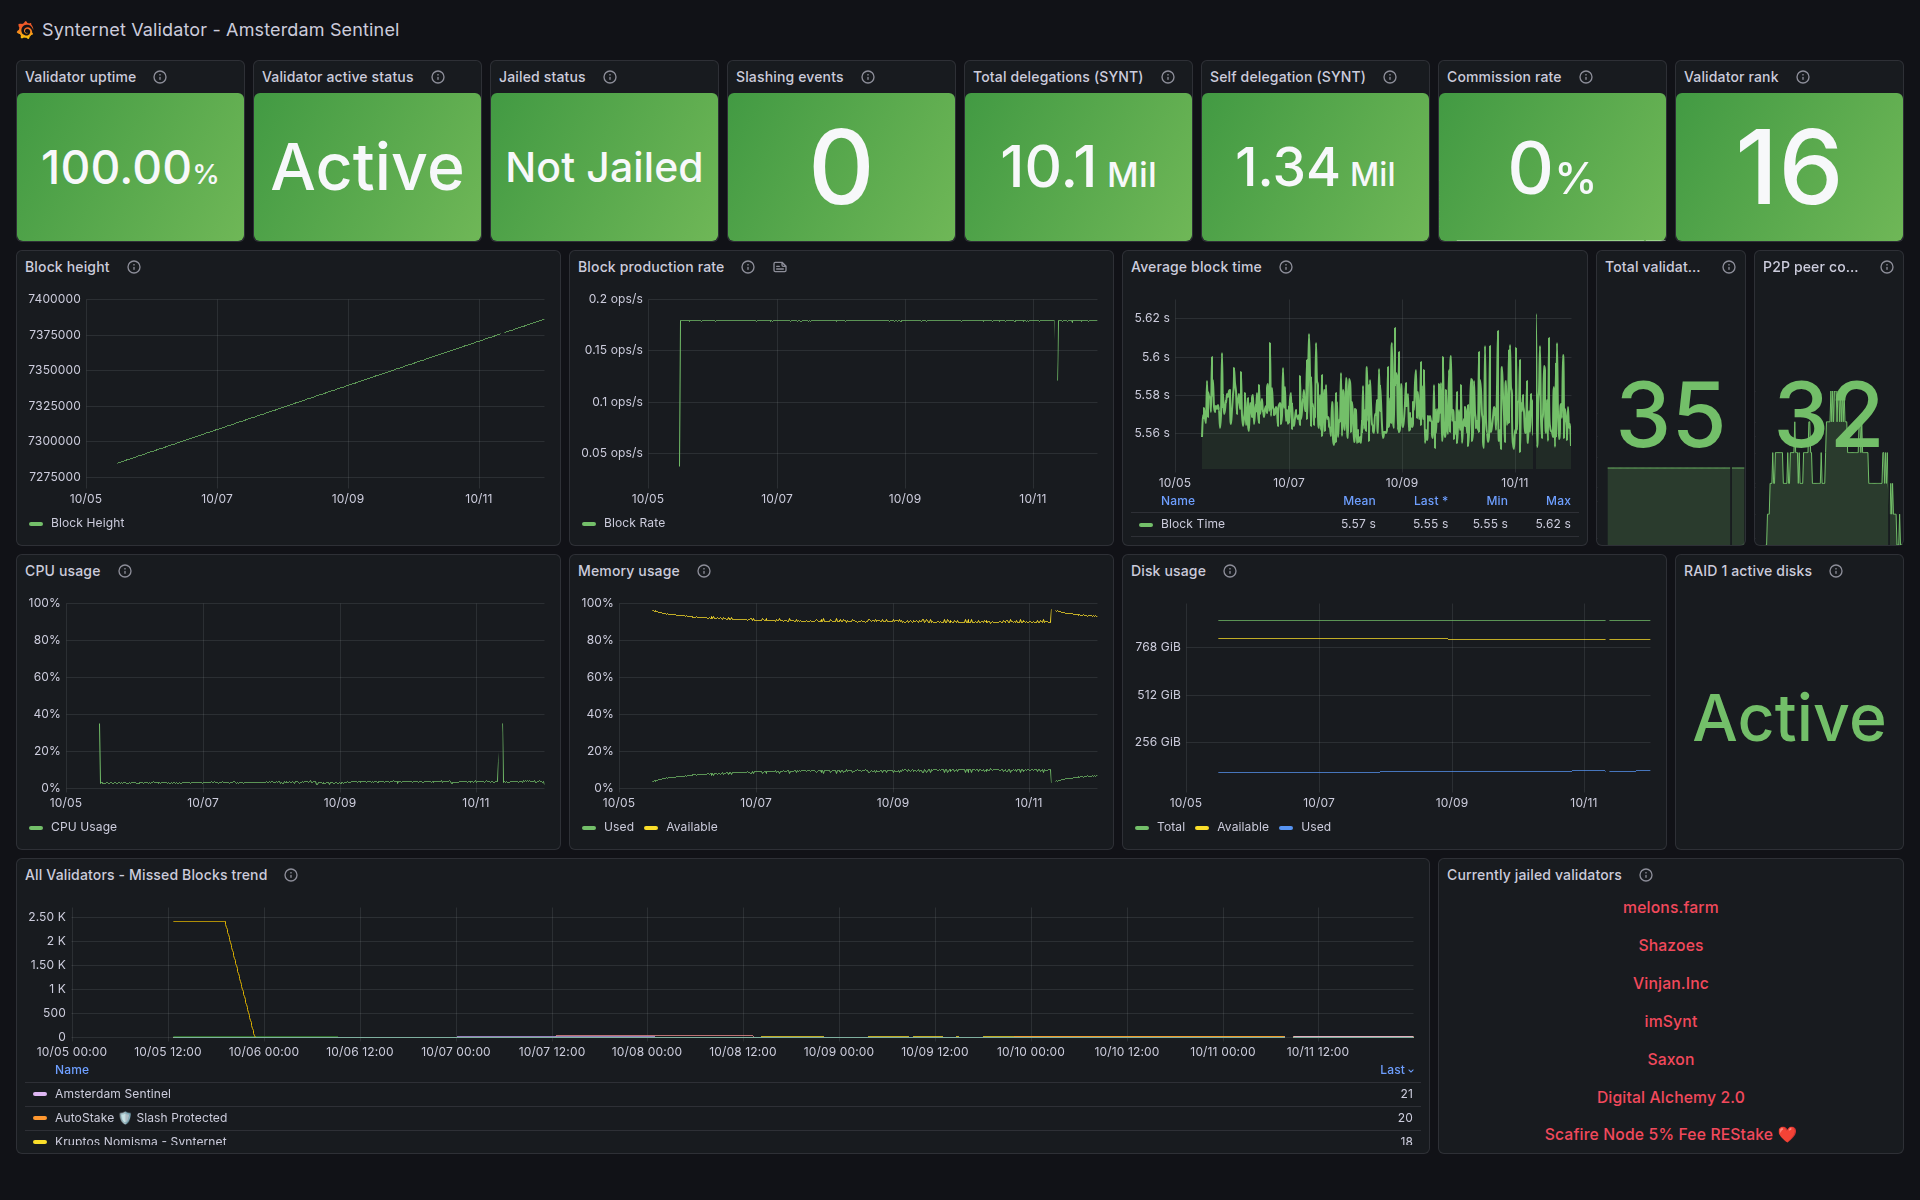 Synternet Validator - Amsterdam Sentinel
Validator uptime
100.00%
Validator active status
Active
Jailed status
Not Jailed
Slashing events
0
Total delegations (SYNT)
10.1 Mil
Self delegation (SYNT)
1.34 Mil
Commission rate
0%
Validator rank
16
Block height
7400000
7375000
7350000
7325000
7300000
7275000
10/05 10/07 10/09 10/11
Block Height
Block production rate
0.2 ops/s
0.15 ops/s
0.1 ops/s
0.05 ops/s
10/05 10/07 10/09 10/11
Block Rate
Average block time
5.62 s
5.6 s
5.58 s
5.56 s
10/05 10/07 10/09 10/11
Name Mean Last * Min Max
Block Time 5.57 s 5.55 s 5.55 s 5.62 s
Total validat...
35
P2P peer co...
32
CPU usage
100%
80%
60%
40%
20%
0%
10/05 10/07 10/09 10/11
CPU Usage
Memory usage
100%
80%
60%
40%
20%
0%
10/05 10/07 10/09 10/11
Used Available
Disk usage
768 GiB
512 GiB
256 GiB
10/05 10/07 10/09 10/11
Total Available Used
RAID 1 active disks
Active
All Validators - Missed Blocks trend
2.50 K
2 K
1.50 K
1 K
500
0
10/05 00:00 10/05 12:00 10/06 00:00 10/06 12:00 10/07 00:00 10/07 12:00 10/08 00:00 10/08 12:00 10/09 00:00 10/09 12:00 10/10 00:00 10/10 12:00 10/11 00:00 10/11 12:00
Name Last
Amsterdam Sentinel 21
AutoStake 🛡️ Slash Protected 20
Kruptos Nomisma - Synternet 18
Currently jailed validators
melons.farm
Shazoes
Vinjan.Inc
imSynt
Saxon
Digital Alchemy 2.0
Scafire Node 5% Fee REStake ❤️